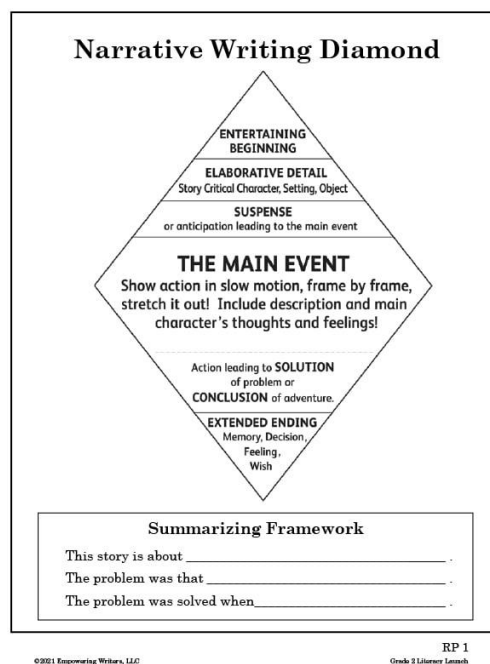 Narrative Writing Diamond
ENTERTAINING
BEGINNING
ELABORATIVE DETAIL
Story Critical Character, Setting, Object
SUSPENSE
or anticipation leading to the main event
THE MAIN EVENT
Show action in slow motion, frame by frame,
stretch it out! Include description and main
character's thoughts and feelings!
Action leading to SOLUTION
of problem or
CONCLUSION of adventure.
EXTENDED ENDING
Memory, Decision,
Feeling,
Wish
Summarizing Framework
This story is about ______________________ .
The problem was that ____________________ .
The problem was solved when________________ .
RP 1
©2021 Empowering Writers, LLC
Grade 2 Literacy Launch